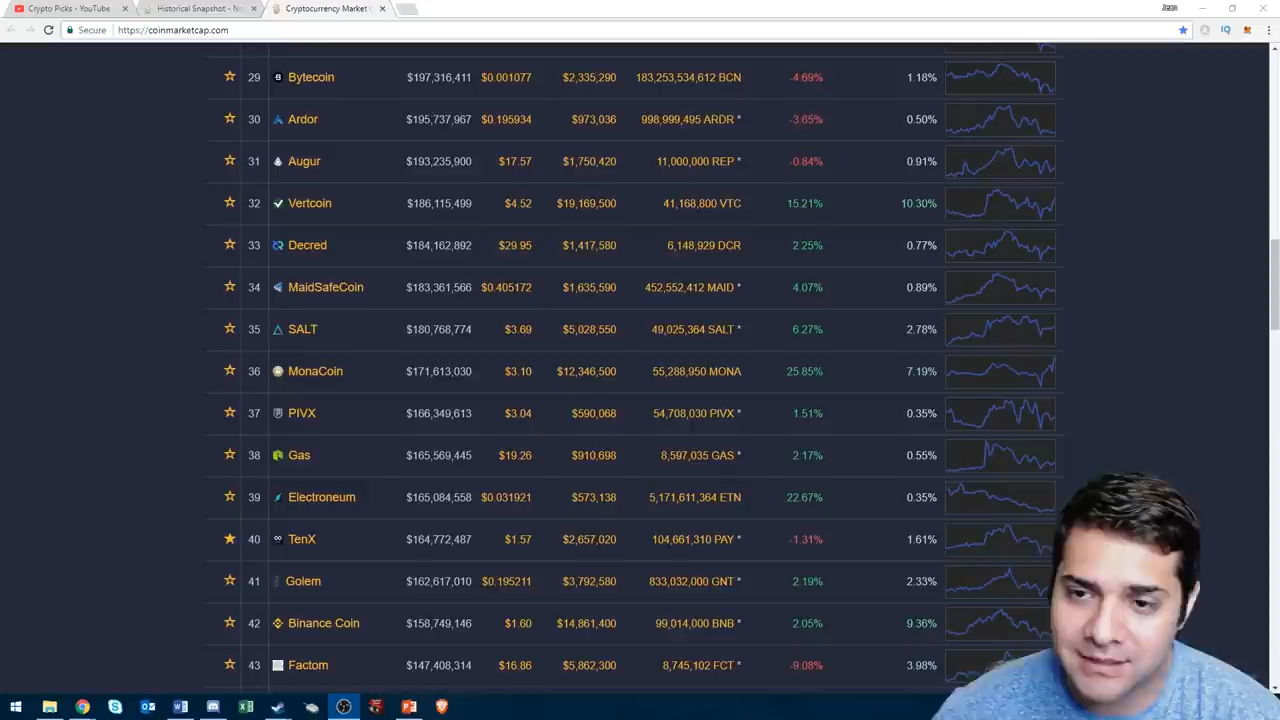 Crypto Picks - YouTube
Historical Snapshot - No
Cryptocurrency Market C
Jean
Secure https://coinmarketcap.com
29 Bytecoin $197,316,411 $0.001077 $2,335,290 183,253,534,612 BCN -4.69% 1.18%
30 Ardor $195,737,967 $0.195934 $973,036 998,999,495 ARDR * -3.65% 0.50%
31 Augur $193,235,900 $17.57 $1,750,420 11,000,000 REP * -0.84% 0.91%
32 Vertcoin $186,115,499 $4.52 $19,169,500 41,168,800 VTC 15.21% 10.30%
33 Decred $184,162,892 $29.95 $1,417,580 6,148,929 DCR 2.25% 0.77%
34 MaidSafeCoin $183,361,566 $0.405172 $1,635,590 452,552,412 MAID * 4.07% 0.89%
35 SALT $180,768,774 $3.69 $5,028,550 49,025,364 SALT * 6.27% 2.78%
36 MonaCoin $171,613,030 $3.10 $12,346,500 55,288,950 MONA 25.85% 7.19%
37 PIVX $166,349,613 $3.04 $590,068 54,708,030 PIVX * 1.51% 0.35%
38 Gas $165,569,445 $19.26 $910,698 8,597,035 GAS * 2.17% 0.55%
39 Electroneum $165,084,558 $0.031921 $573,138 5,171,611,364 ETN 22.67% 0.35%
40 TenX $164,772,487 $1.57 $2,657,020 104,661,310 PAY * -1.31% 1.61%
41 Golem $162,617,010 $0.195211 $3,792,580 833,032,000 GNT * 2.19% 2.33%
42 Binance Coin $158,749,146 $1.60 $14,861,400 99,014,000 BNB * 2.05% 9.36%
43 Factom $147,408,314 $16.86 $5,862,300 8,745,102 FCT * -9.08% 3.98%